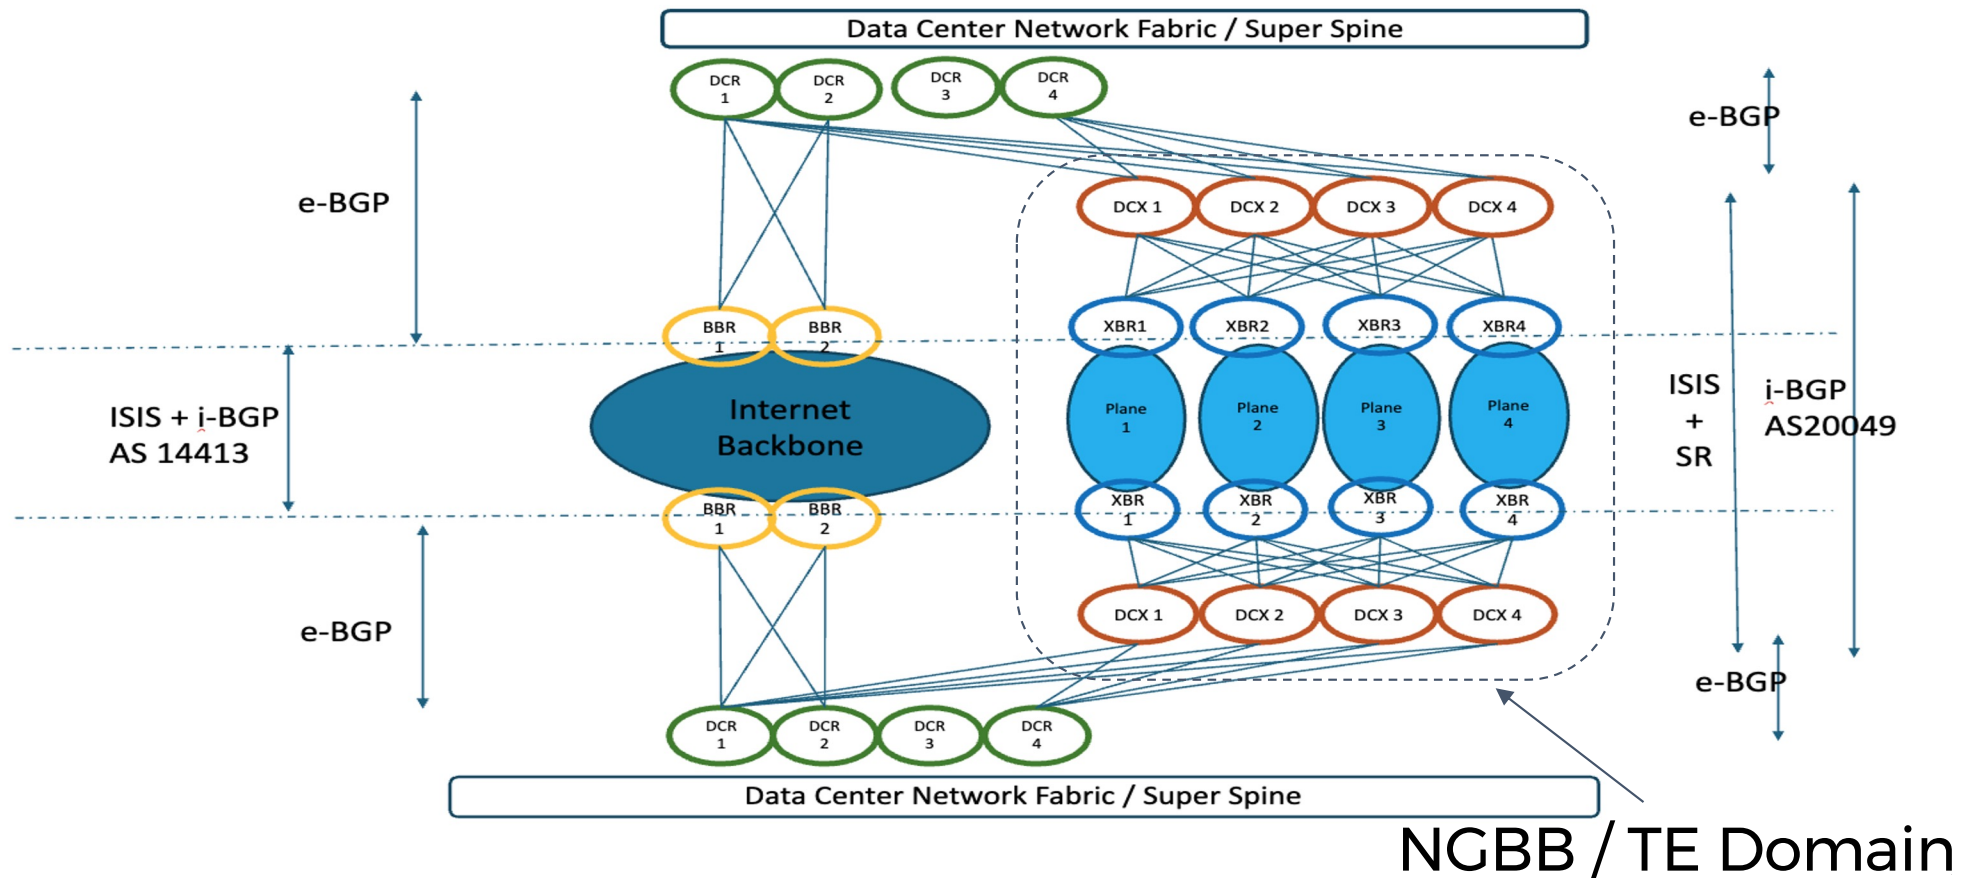 Data Center Network Fabric / Super Spine
DCR
1
DCR
2
DCR
3
DCR
4
e-BGP
e-BGP
DCX 1
DCX 2
DCX 3
DCX 4
BBR
1
BBR
2
XBR1
XBR2
XBR3
XBR4
ISIS + i-BGP
AS 14413
Internet
Backbone
Plane
1
Plane
2
Plane
3
Plane
4
ISIS
+
SR
i-BGP
AS20049
BBR
1
BBR
2
XBR
1
XBR
2
XBR
3
XBR
4
e-BGP
DCX 1
DCX 2
DCX 3
DCX 4
e-BGP
DCR
1
DCR
2
DCR
3
DCR
4
Data Center Network Fabric / Super Spine
NGBB / TE Domain